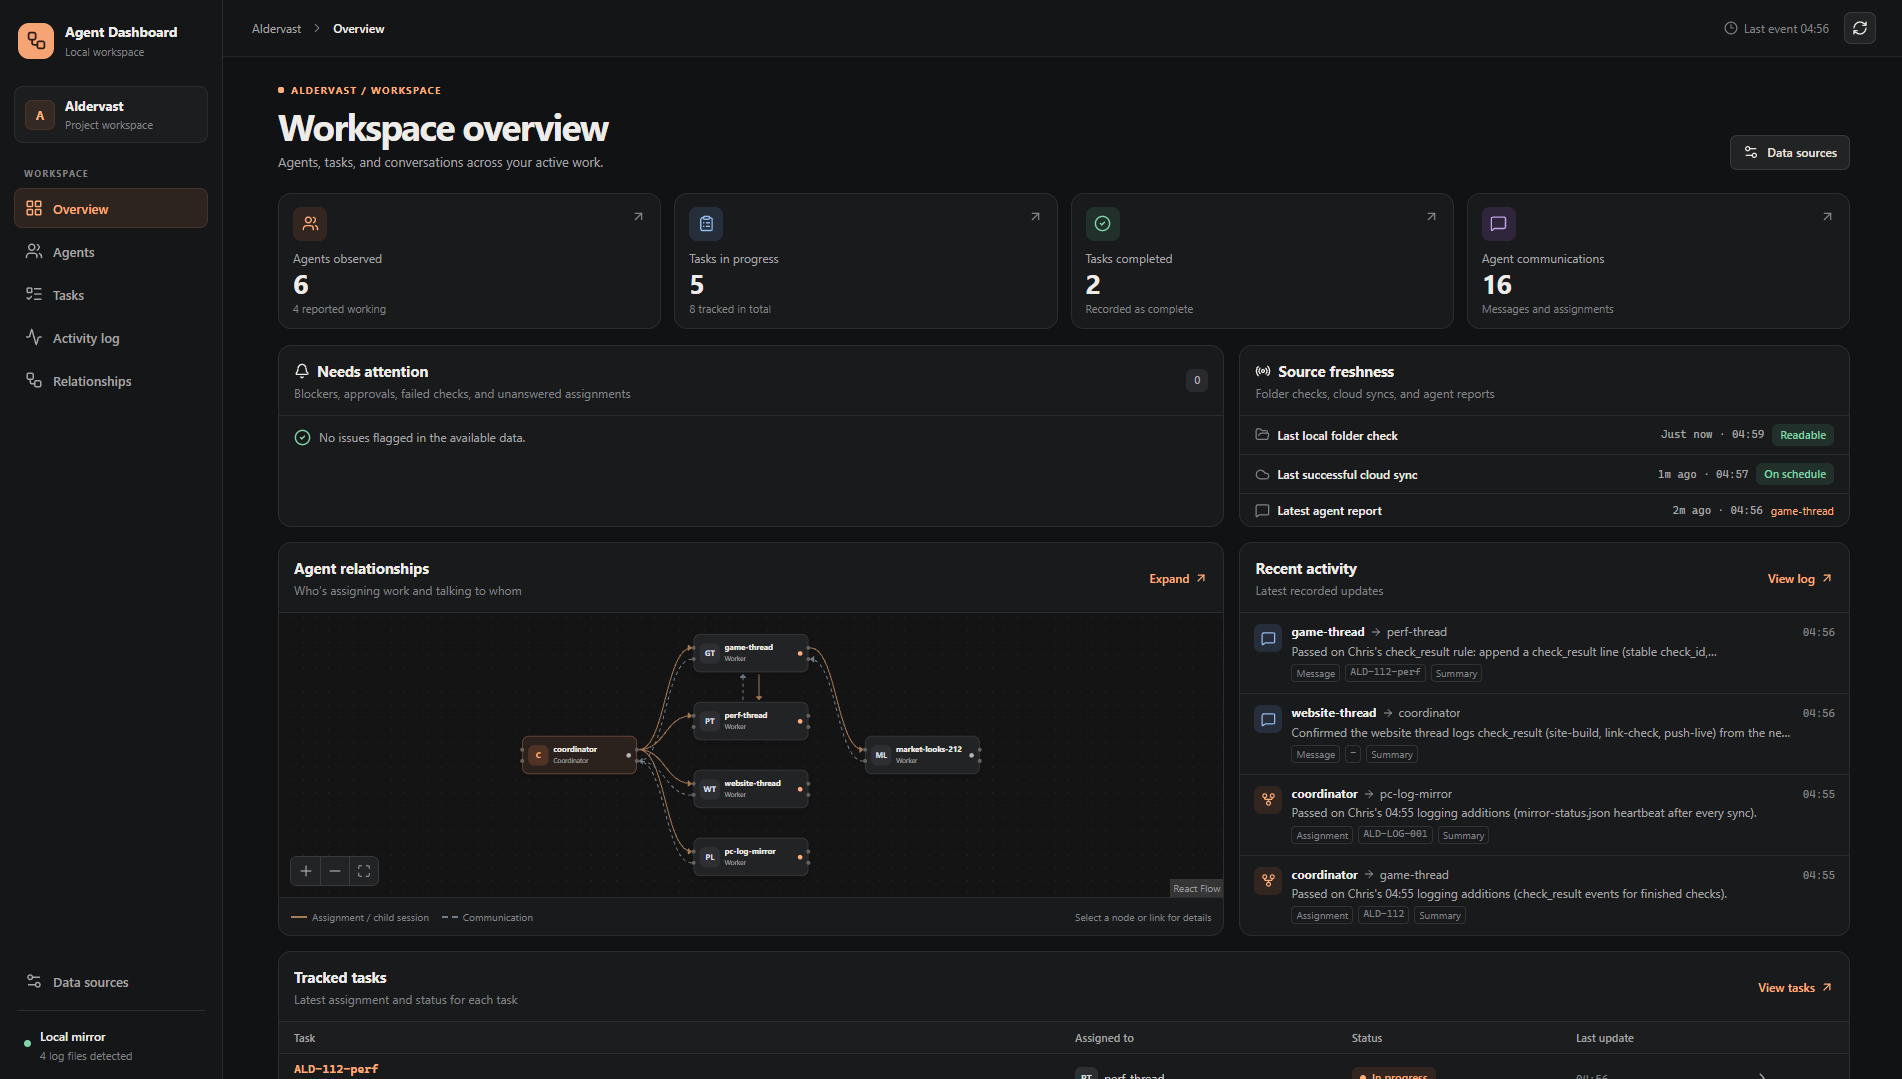 Agent Dashboard
Local workspace
A
Aldervast
Project workspace
WORKSPACE
Overview
Agents
Tasks
Activity log
Relationships
Data sources
Local mirror
4 log files detected
Aldervast > Overview
Last event 04:56
ALDERVAST / WORKSPACE
Workspace overview
Agents, tasks, and conversations across your active work.
Data sources
Agents observed
6
4 reported working
Tasks in progress
5
8 tracked in total
Tasks completed
2
Recorded as complete
Agent communications
16
Messages and assignments
Needs attention
Blockers, approvals, failed checks, and unanswered assignments
0
No issues flagged in the available data.
Source freshness
Folder checks, cloud syncs, and agent reports
Last local folder check Just now · 04:59 Readable
Last successful cloud sync 1m ago · 04:57 On schedule
Latest agent report 2m ago · 04:56 game-thread
Agent relationships
Who's assigning work and talking to whom
Expand
GT game-thread
Worker
PT perf-thread
Worker
C coordinator
Coordinator
ML market-looks-212
Worker
WT website-thread
Worker
PL pc-log-mirror
Worker
React Flow
Assignment / child session
Communication
Select a node or link for details
Recent activity
Latest recorded updates
View log
game-thread → perf-thread 04:56
Passed on Chris's check_result rule: append a check_result line (stable check_id,...
Message ALD-112-perf Summary
website-thread → coordinator 04:56
Confirmed the website thread logs check_result (site-build, link-check, push-live) from the ne...
Message – Summary
coordinator → pc-log-mirror 04:55
Passed on Chris's 04:55 logging additions (mirror-status.json heartbeat after every sync).
Assignment ALD-LOG-001 Summary
coordinator → game-thread 04:55
Passed on Chris's 04:55 logging additions (check_result events for finished checks).
Assignment ALD-112 Summary
Tracked tasks
Latest assignment and status for each task
View tasks
Task Assigned to Status Last update
ALD-112-perf
PT perf-thread In progress 04:56